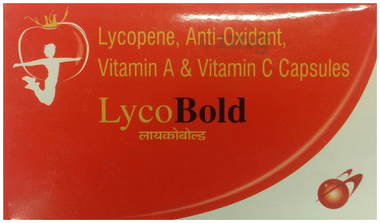 Lycopene, Anti-Oxidant,
Vitamin A & Vitamin C Capsules
LycoBold
लायकोबोल्ड